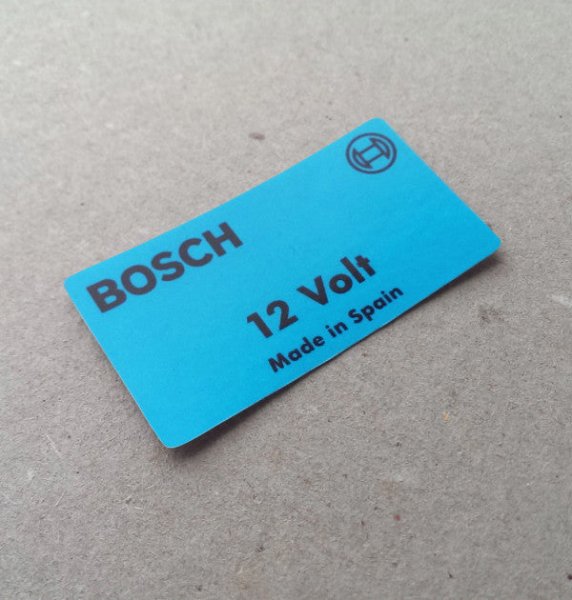 BOSCH
12 Volt
Made in Spain